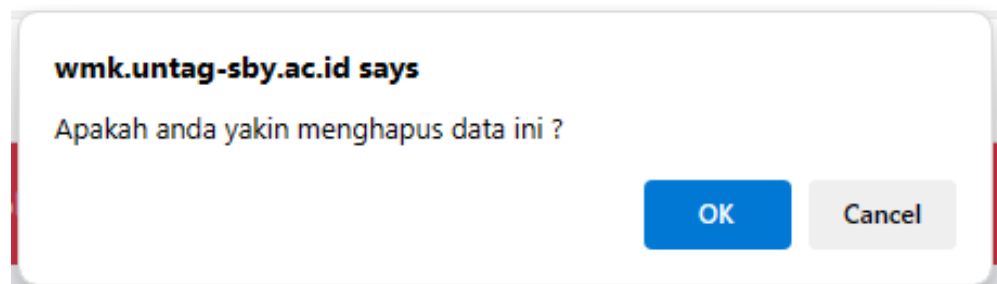 wmk.untag-sby.ac.id says
Apakah anda yakin menghapus data ini ?
OK Cancel